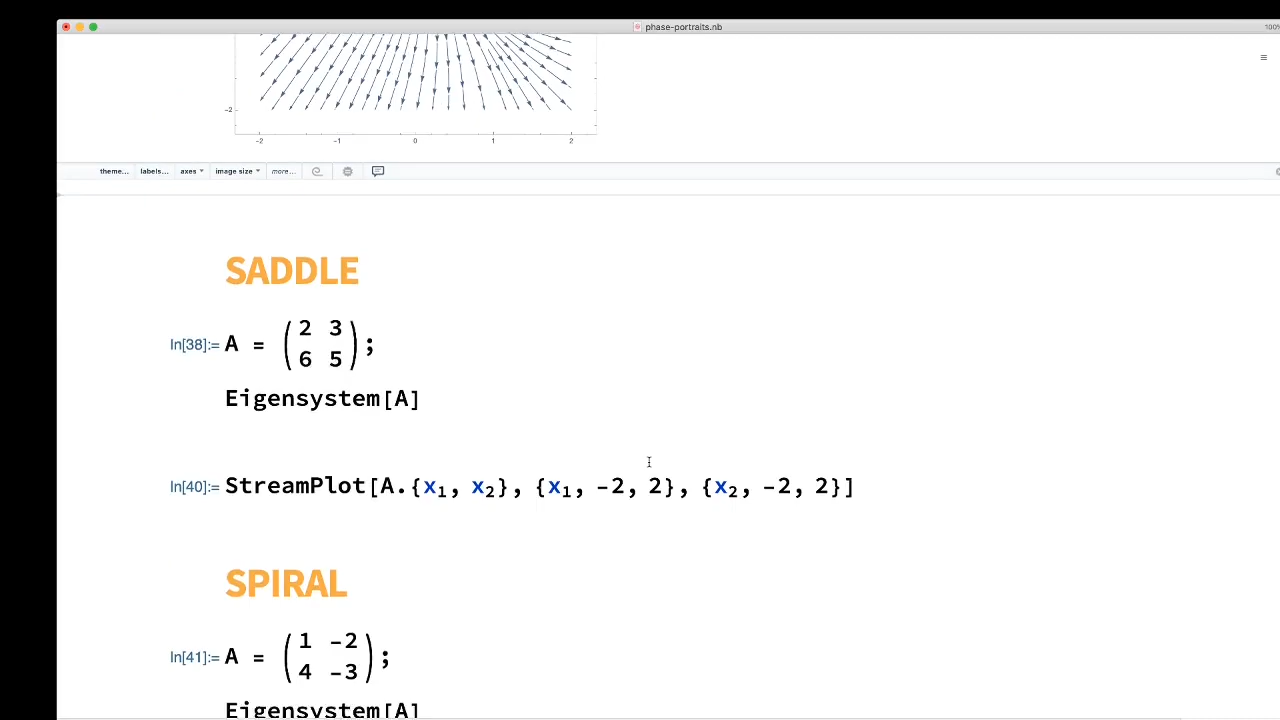 phase-portraits.nb
100%
-2
-2 -1 0 1 2
theme... labels... axes image size more...
SADDLE
In[38]:= A = (2 3
6 5);
Eigensystem[A]
In[40]:= StreamPlot[A.{x₁, x₂}, {x₁, -2, 2}, {x₂, -2, 2}]
SPIRAL
In[41]:= A = (1 -2
4 -3);
Eigensystem[A]